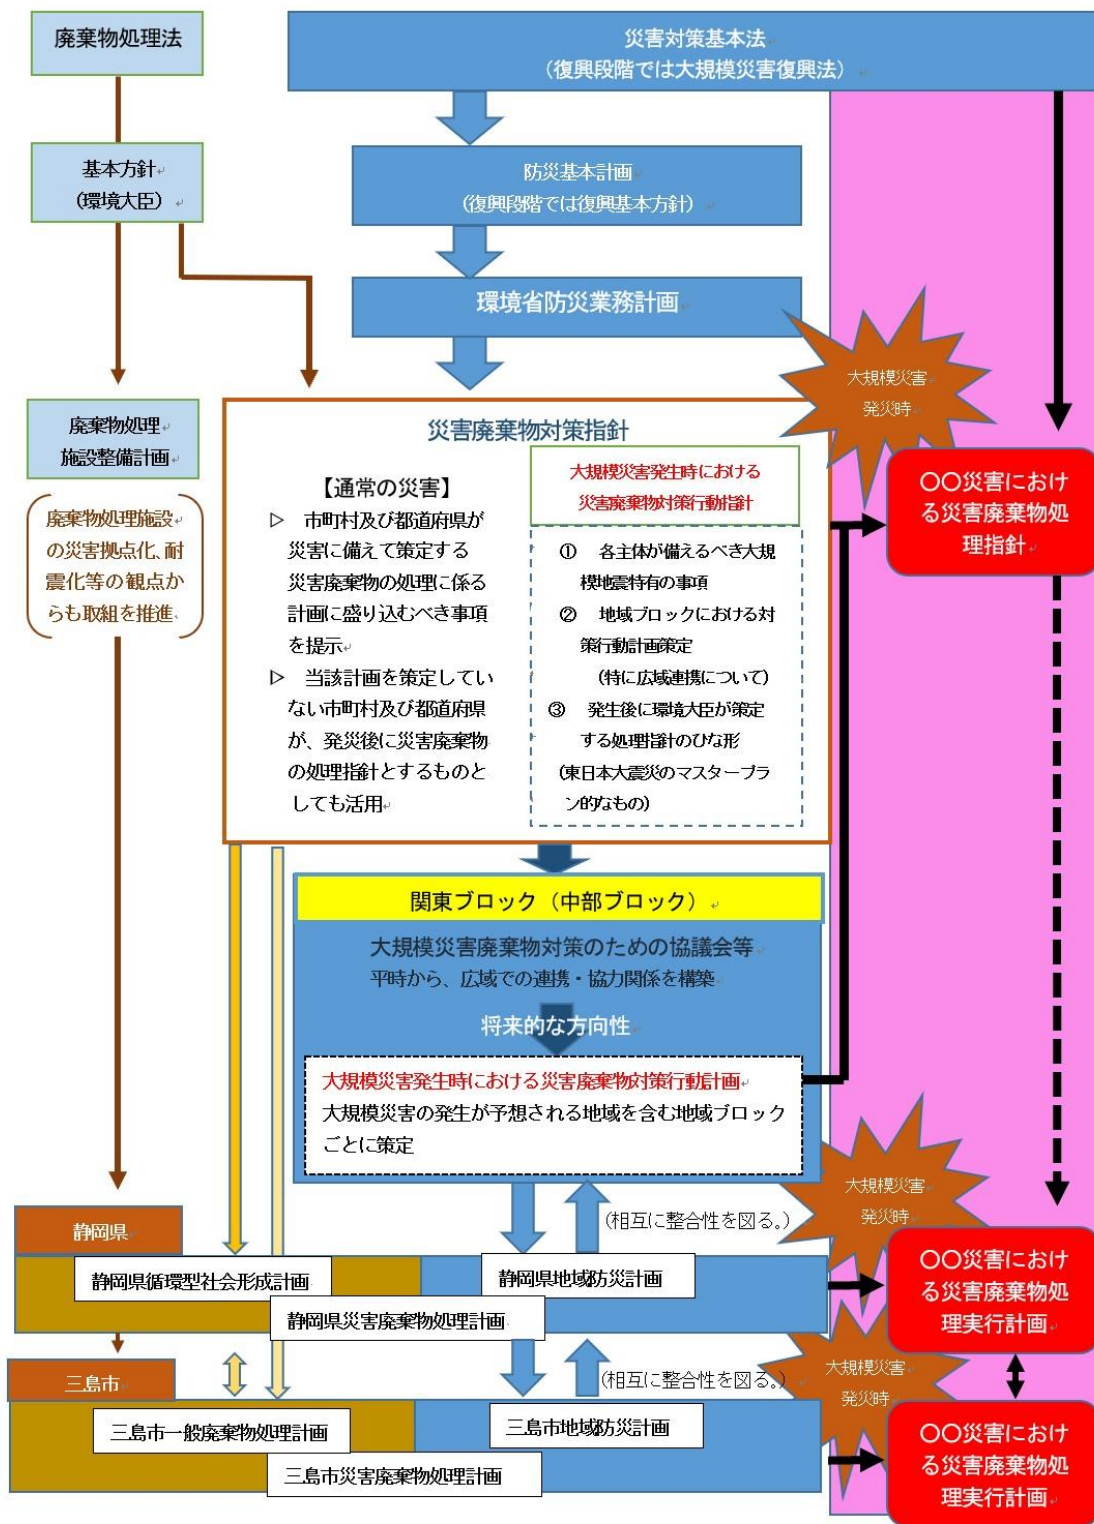 廃棄物処理法
災害対策基本法
(復興段階では大規模災害復興法)
基本方針
(環境大臣)
防災基本計画
(復興段階では復興基本方針)
環境省防災業務計画
大規模災害
発災時
廃棄物処理
施設整備計画
廃棄物処理施設
の災害拠点化、耐
震化等の観点か
らも取組を推進
災害廃棄物対策指針
【通常の災害】
▷ 市町村及び都道府県が
災害に備えて策定する
災害廃棄物の処理に係る
計画に盛り込むべき事項
を提示
▷ 当該計画を策定してい
ない市町村及び都道府県
が、発災後に災害廃棄物
の処理指針とするものと
しても活用
大規模災害発生時における
災害廃棄物対策行動指針
① 各主体が備えるべき大規
模地震特有の事項
② 地域ブロックにおける対
策行動計画策定
(特に広域連携について)
③ 発生後に環境大臣が策定
する処理指針のひな形
(東日本大震災のマスタープラ
ン的なもの)
〇〇災害におけ
る災害廃棄物処
理指針
関東ブロック（中部ブロック）
大規模災害廃棄物対策のための協議会等
平時から、広域での連携・協力関係を構築
将来的な方向性
大規模災害発生時における災害廃棄物対策行動計画
大規模災害の発生が予想される地域を含む地域ブロック
ごとに策定
大規模災害
発災時
(相互に整合性を図る。)
静岡県
静岡県循環型社会形成計画
静岡県地域防災計画
静岡県災害廃棄物処理計画
〇〇災害におけ
る災害廃棄物処
理実行計画
大規模災害
発災時
(相互に整合性を図る。)
三島市
三島市一般廃棄物処理計画
三島市地域防災計画
三島市災害廃棄物処理計画
〇〇災害におけ
る災害廃棄物処
理実行計画